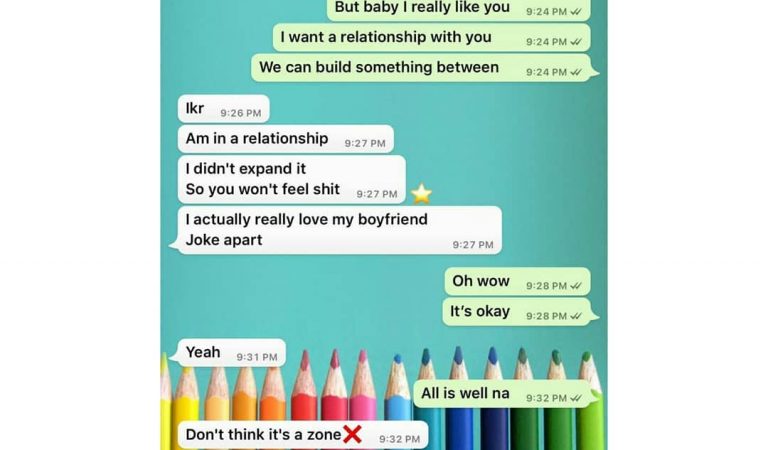 But baby I really like you 9:24 PM
I want a relationship with you 9:24 PM
We can build something between 9:24 PM
Ikr 9:26 PM
Am in a relationship 9:27 PM
I didn't expand it
So you won't feel shit 9:27 PM
I actually really love my boyfriend
Joke apart 9:27 PM
Oh wow 9:28 PM
It's okay 9:28 PM
Yeah 9:31 PM
All is well na 9:32 PM
Don't think it's a zone❌ 9:32 PM